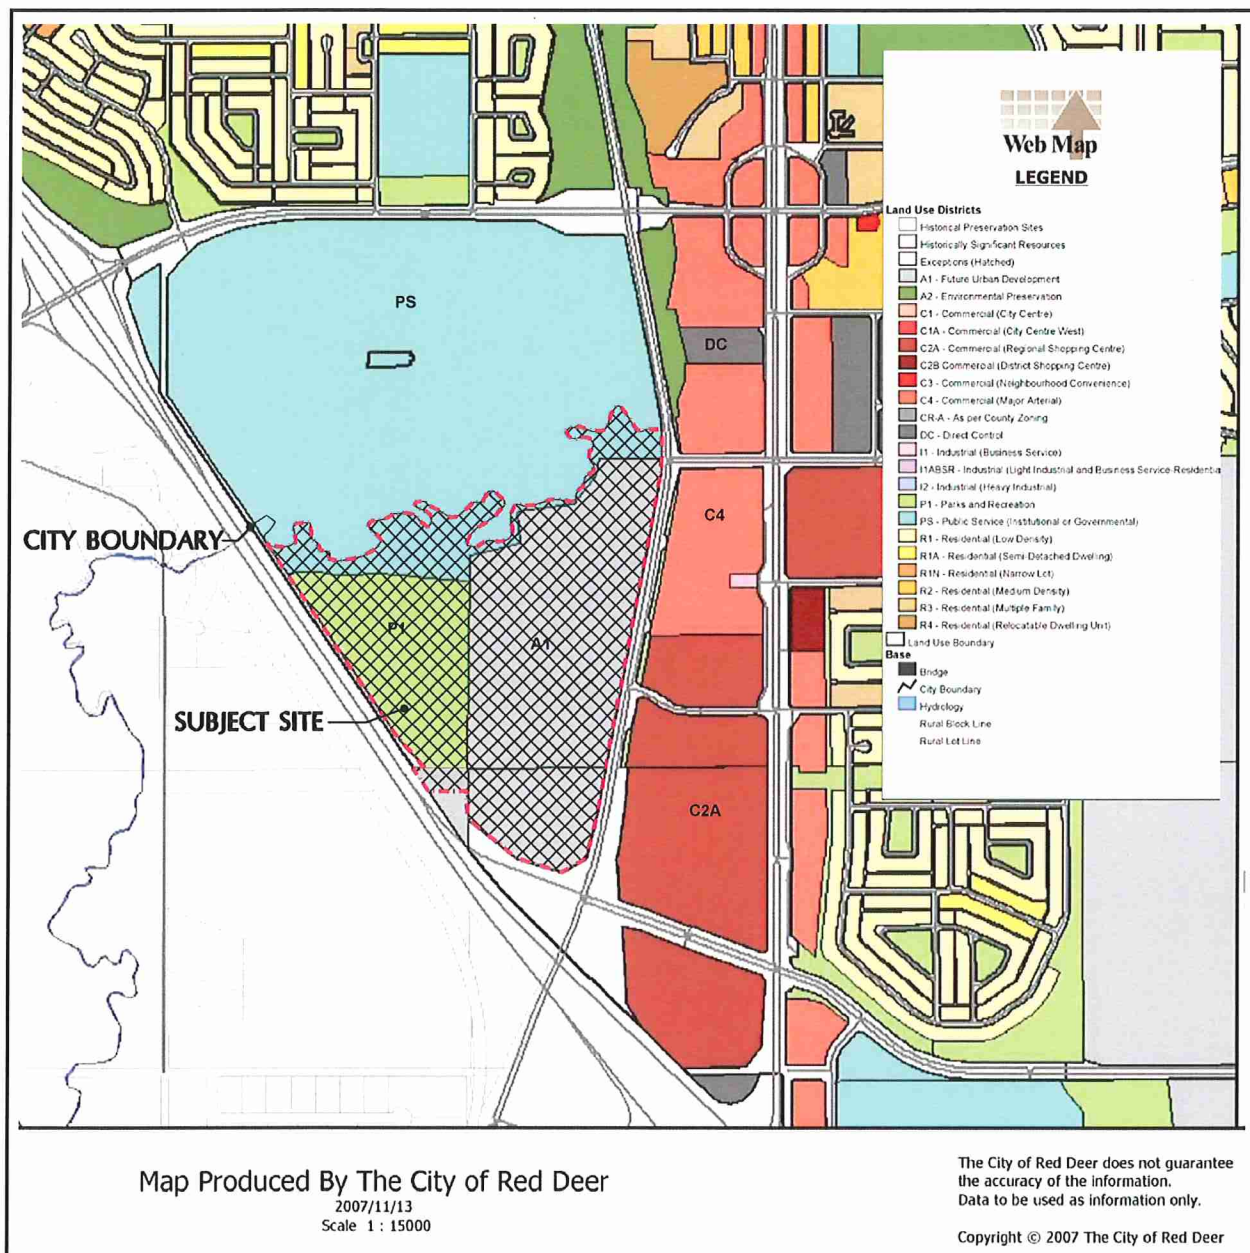 PS
DC
C4
CITY BOUNDARY
P1
A1
SUBJECT SITE
C2A
Web Map
LEGEND
Land Use Districts
Historical Preservation Sites
Historically Significant Resources
Exceptions (Hatched)
A1 - Future Urban Development
A2 - Environmental Preservation
C1 - Commercial (City Centre)
C1A - Commercial (City Centre West)
C2A - Commercial (Regional Shopping Centre)
C2B Commercial (District Shopping Centre)
C3 - Commercial (Neighbourhood Convenience)
C4 - Commercial (Major Arterial)
CR-A - As per County Zoning
DC - Direct Control
I1 - Industrial (Business Service)
I1ABSR - Industrial (Light Industrial and Business Service-Residentia
I2 - Industrial (Heavy Industrial)
P1 - Parks and Recreation
PS - Public Service (Institutional or Governmental)
R1 - Residential (Low Density)
R1A - Residential (Semi-Detached Dwelling)
R1N - Residential (Narrow Lot)
R2 - Residential (Medium Density)
R3 - Residential (Multiple Family)
R4 - Residential (Relocatable Dwelling Unit)
Land Use Boundary
Base
Bridge
City Boundary
Hydrology
Rural Block Line
Rural Lot Line
Map Produced By The City of Red Deer
2007/11/13
Scale 1 : 15000
The City of Red Deer does not guarantee
the accuracy of the information.
Data to be used as information only.
Copyright © 2007 The City of Red Deer